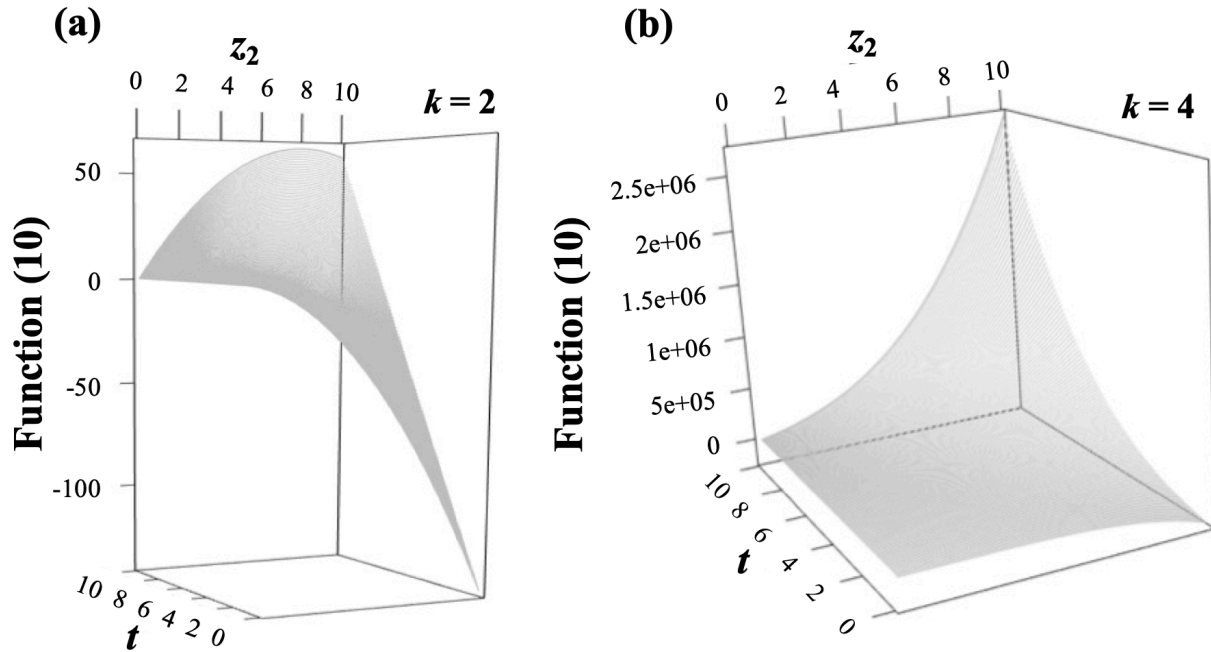 (a)
z2
0 2 4 6 8 10
k = 2
50
0
-50
-100
Function (10)
10 8 6 4 2 0
t
(b)
z2
0 2 4 6 8 10
k = 4
2.5e+06
2e+06
1.5e+06
1e+06
5e+05
0
Function (10)
10 8 6 4 2 0
t